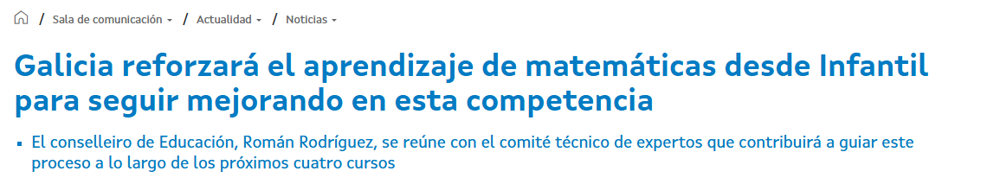 / Sala de comunicación / Actualidad / Noticias
Galicia reforzará el aprendizaje de matemáticas desde Infantil
para seguir mejorando en esta competencia
El conselleiro de Educación, Román Rodríguez, se reúne con el comité técnico de expertos que contribuirá a guiar este
proceso a lo largo de los próximos cuatro cursos